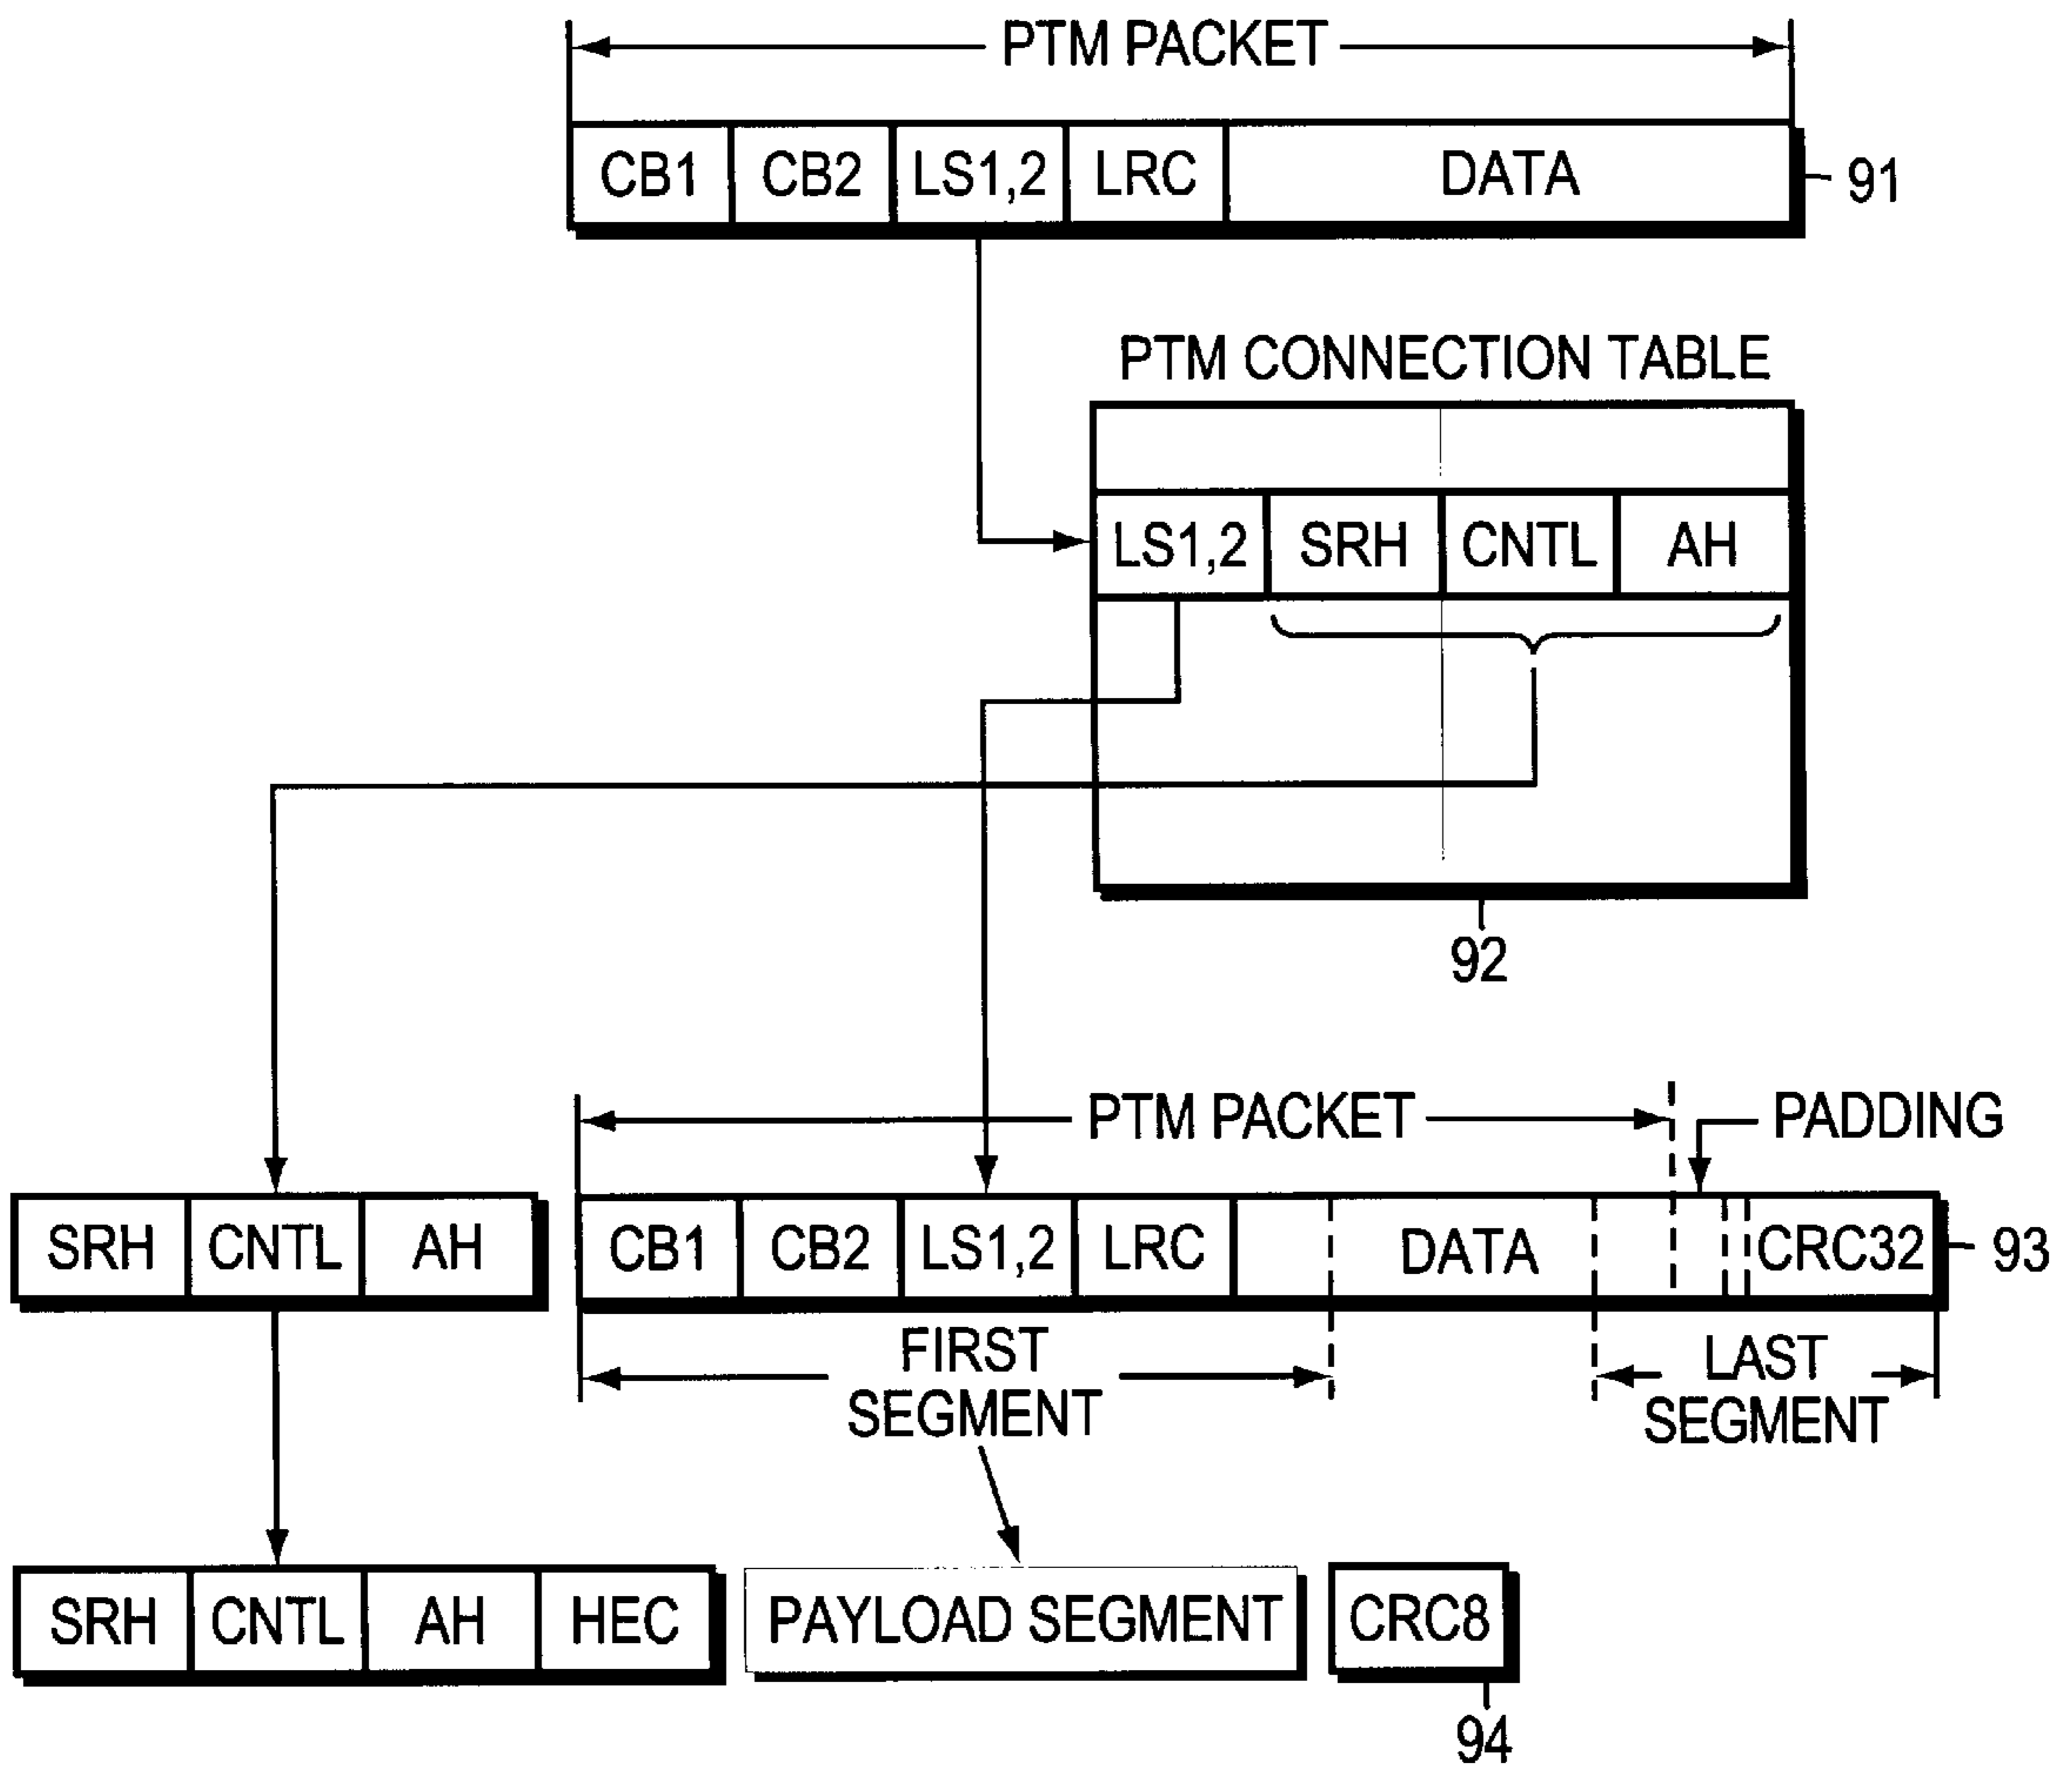 PTM PACKET
CB1 CB2 LS1,2 LRC DATA 91
PTM CONNECTION TABLE
LS1,2 SRH CNTL AH
92
PTM PACKET PADDING
SRH CNTL AH CB1 CB2 LS1,2 LRC DATA CRC32 93
FIRST SEGMENT
LAST SEGMENT
SRH CNTL AH HEC PAYLOAD SEGMENT CRC8
94